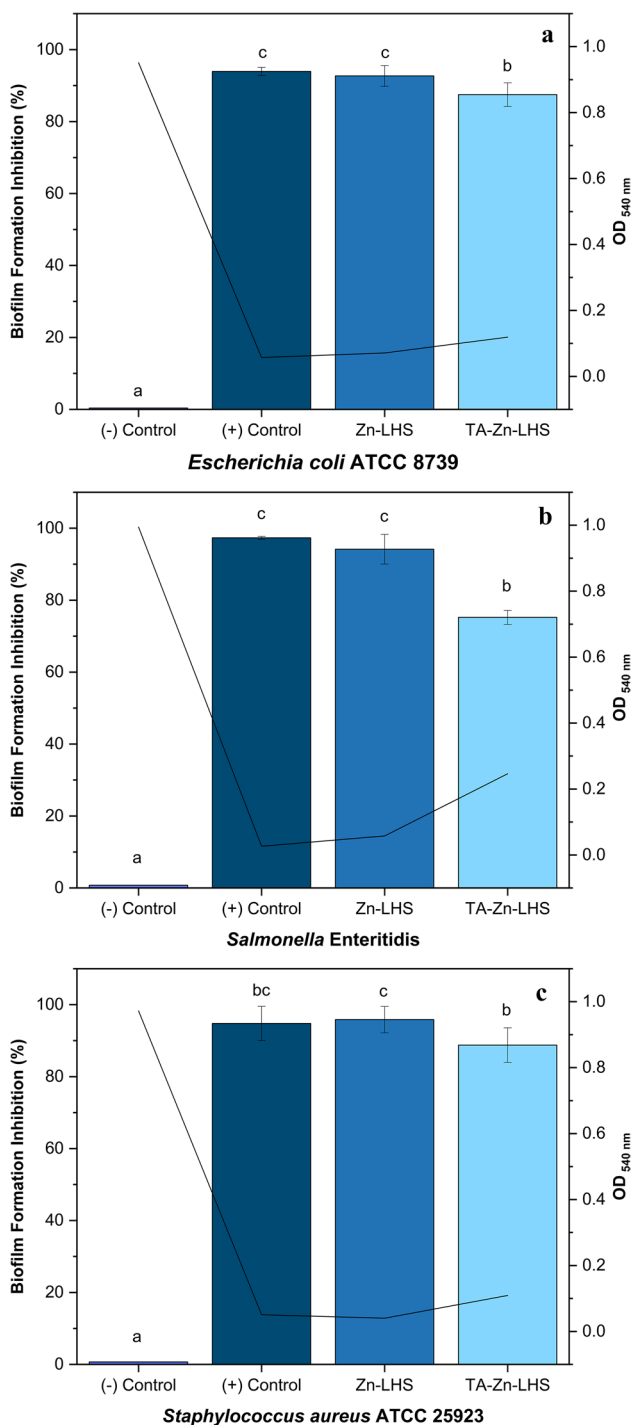 a
100
80
60
40
20
0
Biofilm Formation Inhibition (%)
a
c
c
b
1.0
0.8
0.6
0.4
0.2
0.0
OD 540 nm
(-) Control (+) Control Zn-LHS TA-Zn-LHS
Escherichia coli ATCC 8739
b
100
80
60
40
20
0
Biofilm Formation Inhibition (%)
a
c
c
b
1.0
0.8
0.6
0.4
0.2
0.0
OD 540 nm
(-) Control (+) Control Zn-LHS TA-Zn-LHS
Salmonella Enteritidis
c
100
80
60
40
20
0
Biofilm Formation Inhibition (%)
a
bc
c
b
1.0
0.8
0.6
0.4
0.2
0.0
OD 540 nm
(-) Control (+) Control Zn-LHS TA-Zn-LHS
Staphylococcus aureus ATCC 25923